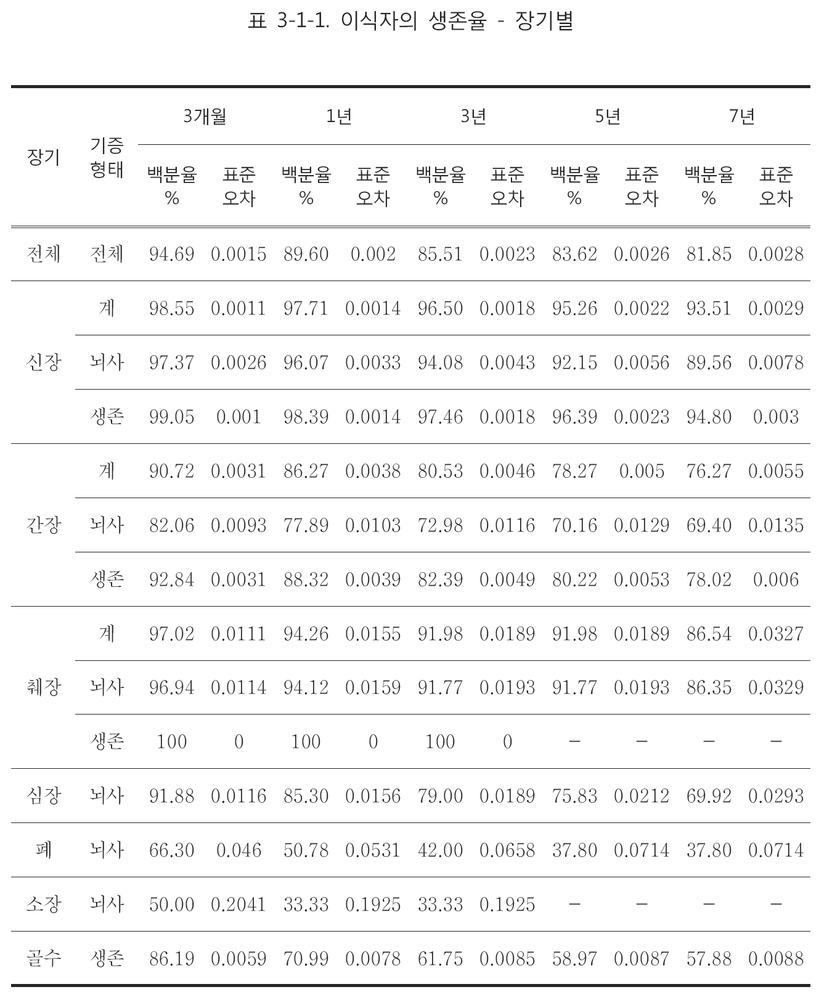 표 3-1-1. 이식자의 생존율 - 장기별
장기 기증 형태 3개월 1년 3년 5년 7년
백분율 % 표준 오차 백분율 % 표준 오차 백분율 % 표준 오차 백분율 % 표준 오차 백분율 % 표준 오차
전체 전체 94.69 0.0015 89.60 0.002 85.51 0.0023 83.62 0.0026 81.85 0.0028
신장 계 98.55 0.0011 97.71 0.0014 96.50 0.0018 95.26 0.0022 93.51 0.0029
뇌사 97.37 0.0026 96.07 0.0033 94.08 0.0043 92.15 0.0056 89.56 0.0078
생존 99.05 0.001 98.39 0.0014 97.46 0.0018 96.39 0.0023 94.80 0.003
간장 계 90.72 0.0031 86.27 0.0038 80.53 0.0046 78.27 0.005 76.27 0.0055
뇌사 82.06 0.0093 77.89 0.0103 72.98 0.0116 70.16 0.0129 69.40 0.0135
생존 92.84 0.0031 88.32 0.0039 82.39 0.0049 80.22 0.0053 78.02 0.006
췌장 계 97.02 0.0111 94.26 0.0155 91.98 0.0189 91.98 0.0189 86.54 0.0327
뇌사 96.94 0.0114 94.12 0.0159 91.77 0.0193 91.77 0.0193 86.35 0.0329
생존 100 0 100 0 100 0 − − − −
심장 뇌사 91.88 0.0116 85.30 0.0156 79.00 0.0189 75.83 0.0212 69.92 0.0293
폐 뇌사 66.30 0.046 50.78 0.0531 42.00 0.0658 37.80 0.0714 37.80 0.0714
소장 뇌사 50.00 0.2041 33.33 0.1925 33.33 0.1925 − − − −
골수 생존 86.19 0.0059 70.99 0.0078 61.75 0.0085 58.97 0.0087 57.88 0.0088